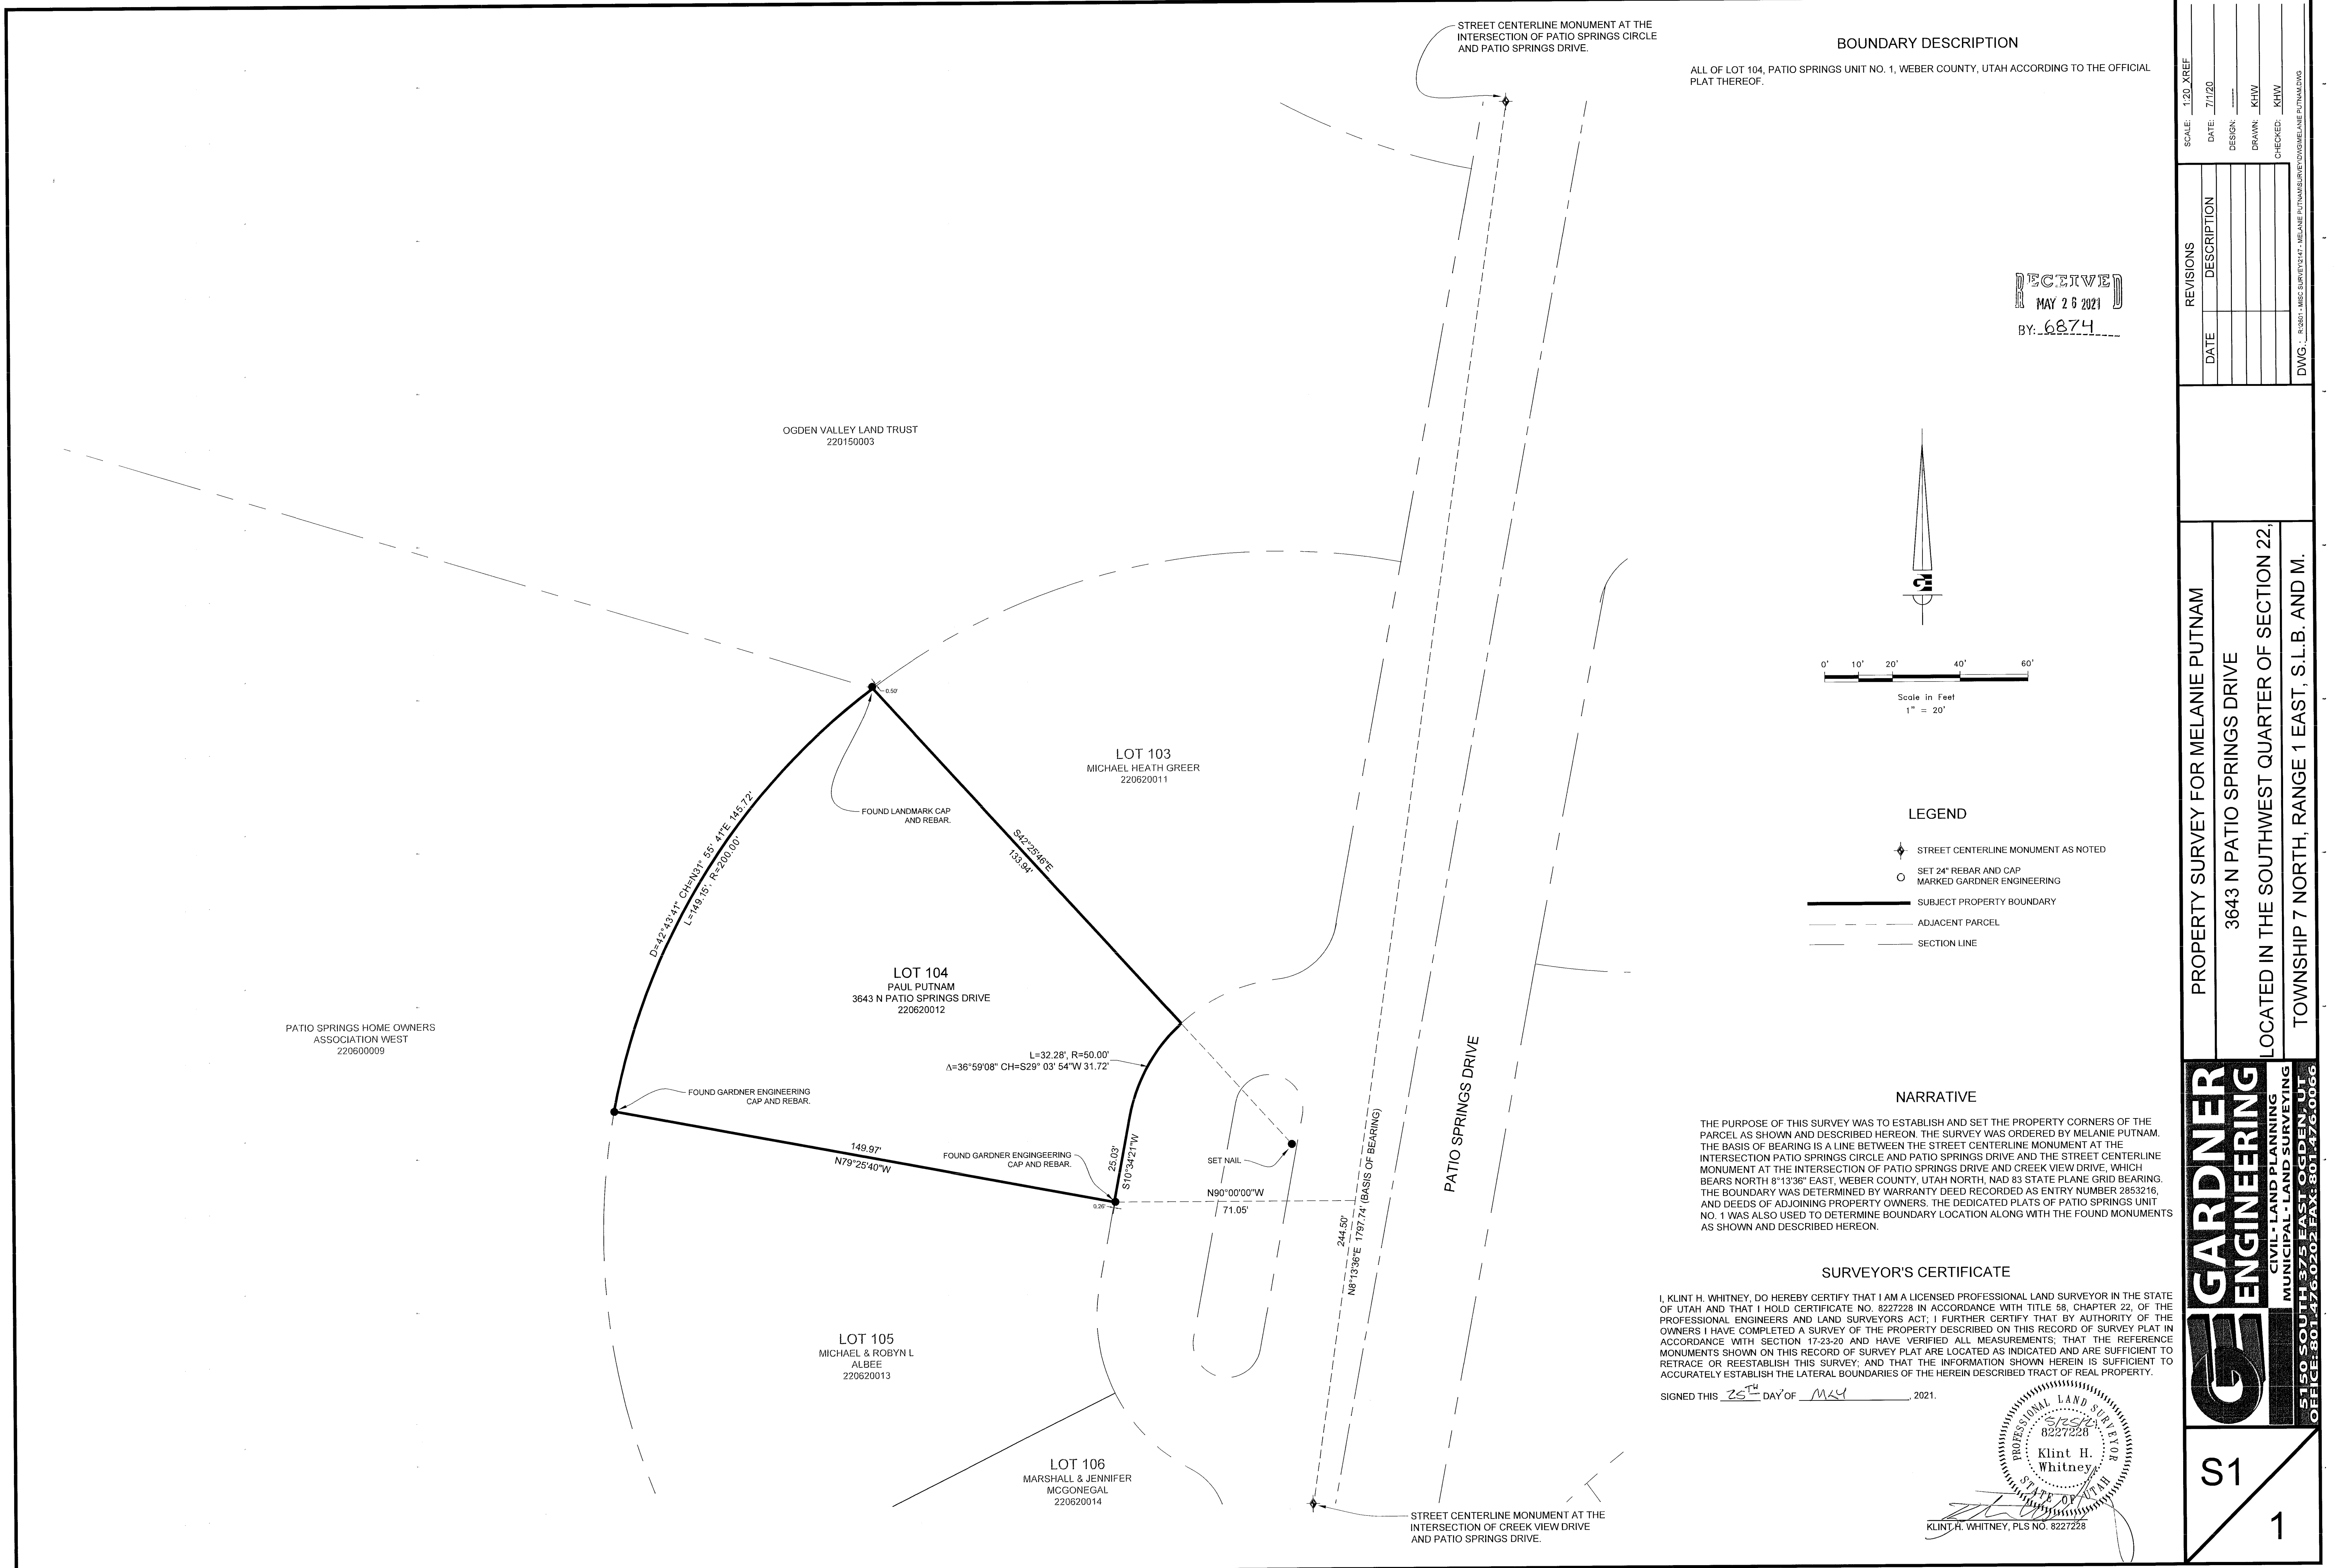 STREET CENTERLINE MONUMENT AT THE
INTERSECTION OF PATIO SPRINGS CIRCLE
AND PATIO SPRINGS DRIVE.
BOUNDARY DESCRIPTION
ALL OF LOT 104, PATIO SPRINGS UNIT NO. 1, WEBER COUNTY, UTAH ACCORDING TO THE OFFICIAL
PLAT THEREOF.
RECEIVED
MAY 26 2021
BY: 6874
OGDEN VALLEY LAND TRUST
220150003
0' 10' 20' 40' 60'
Scale in Feet
1" = 20'
0.50'
LOT 103
MICHAEL HEATH GREER
220620011
FOUND LANDMARK CAP
AND REBAR.
S42°25'46"E
133.94'
D=42°43'41" CH=N31° 55' 41"E 145.72'
L=149.15', R=200.00'
LEGEND
STREET CENTERLINE MONUMENT AS NOTED
SET 24" REBAR AND CAP
MARKED GARDNER ENGINEERING
SUBJECT PROPERTY BOUNDARY
ADJACENT PARCEL
SECTION LINE
LOT 104
PAUL PUTNAM
3643 N PATIO SPRINGS DRIVE
220620012
PATIO SPRINGS HOME OWNERS
ASSOCIATION WEST
220600009
L=32.28', R=50.00'
Δ=36°59'08" CH=S29° 03' 54"W 31.72'
FOUND GARDNER ENGINEERING
CAP AND REBAR.
149.97'
N79°25'40"W
FOUND GARDNER ENGINGEERING
CAP AND REBAR.
25.03'
S10°34'21"W
0.26'
SET NAIL
N90°00'00"W
71.05'
244.50'
N8°13'36"E 1797.74' (BASIS OF BEARING)
PATIO SPRINGS DRIVE
NARRATIVE
THE PURPOSE OF THIS SURVEY WAS TO ESTABLISH AND SET THE PROPERTY CORNERS OF THE
PARCEL AS SHOWN AND DESCRIBED HEREON. THE SURVEY WAS ORDERED BY MELANIE PUTNAM.
THE BASIS OF BEARING IS A LINE BETWEEN THE STREET CENTERLINE MONUMENT AT THE
INTERSECTION PATIO SPRINGS CIRCLE AND PATIO SPRINGS DRIVE AND THE STREET CENTERLINE
MONUMENT AT THE INTERSECTION OF PATIO SPRINGS DRIVE AND CREEK VIEW DRIVE, WHICH
BEARS NORTH 8°13'36" EAST, WEBER COUNTY, UTAH NORTH, NAD 83 STATE PLANE GRID BEARING.
THE BOUNDARY WAS DETERMINED BY WARRANTY DEED RECORDED AS ENTRY NUMBER 2853216,
AND DEEDS OF ADJOINING PROPERTY OWNERS. THE DEDICATED PLATS OF PATIO SPRINGS UNIT
NO. 1 WAS ALSO USED TO DETERMINE BOUNDARY LOCATION ALONG WITH THE FOUND MONUMENTS
AS SHOWN AND DESCRIBED HEREON.
SURVEYOR'S CERTIFICATE
I, KLINT H. WHITNEY, DO HEREBY CERTIFY THAT I AM A LICENSED PROFESSIONAL LAND SURVEYOR IN THE STATE
OF UTAH AND THAT I HOLD CERTIFICATE NO. 8227228 IN ACCORDANCE WITH TITLE 58, CHAPTER 22, OF THE
PROFESSIONAL ENGINEERS AND LAND SURVEYORS ACT; I FURTHER CERTIFY THAT BY AUTHORITY OF THE
OWNERS I HAVE COMPLETED A SURVEY OF THE PROPERTY DESCRIBED ON THIS RECORD OF SURVEY PLAT IN
ACCORDANCE WITH SECTION 17-23-20 AND HAVE VERIFIED ALL MEASUREMENTS; THAT THE REFERENCE
MONUMENTS SHOWN ON THIS RECORD OF SURVEY PLAT ARE LOCATED AS INDICATED AND ARE SUFFICIENT TO
RETRACE OR REESTABLISH THIS SURVEY; AND THAT THE INFORMATION SHOWN HEREIN IS SUFFICIENT TO
ACCURATELY ESTABLISH THE LATERAL BOUNDARIES OF THE HEREIN DESCRIBED TRACT OF REAL PROPERTY.
SIGNED THIS 25TH DAY OF MAY, 2021.
PROFESSIONAL LAND SURVEYOR
8227228
Klint H.
Whitney
STATE OF UTAH
KLINT H. WHITNEY, PLS NO. 8227228
LOT 105
MICHAEL & ROBYN L
ALBEE
220620013
LOT 106
MARSHALL & JENNIFER
MCGONEGAL
220620014
STREET CENTERLINE MONUMENT AT THE
INTERSECTION OF CREEK VIEW DRIVE
AND PATIO SPRINGS DRIVE.
SCALE: 1:20_XREF
DATE: 7/1/20
DESIGN: -----
DRAWN: KHW
CHECKED: KHW
REVISIONS
DATE DESCRIPTION
DWG.: R:\2601 - MISC SURVEY\2147 - MELANIE PUTNAM\SURVEY\DWG\MELANIE PUTNAM.DWG
PROPERTY SURVEY FOR MELANIE PUTNAM
3643 N PATIO SPRINGS DRIVE
LOCATED IN THE SOUTHWEST QUARTER OF SECTION 22,
TOWNSHIP 7 NORTH, RANGE 1 EAST, S.L.B. AND M.
GARDNER
ENGINEERING
CIVIL • LAND PLANNING
MUNICIPAL • LAND SURVEYING
5150 SOUTH 375 EAST OGDEN, UT
OFFICE: 801.476.0202 FAX: 801.476.0066
S1
1